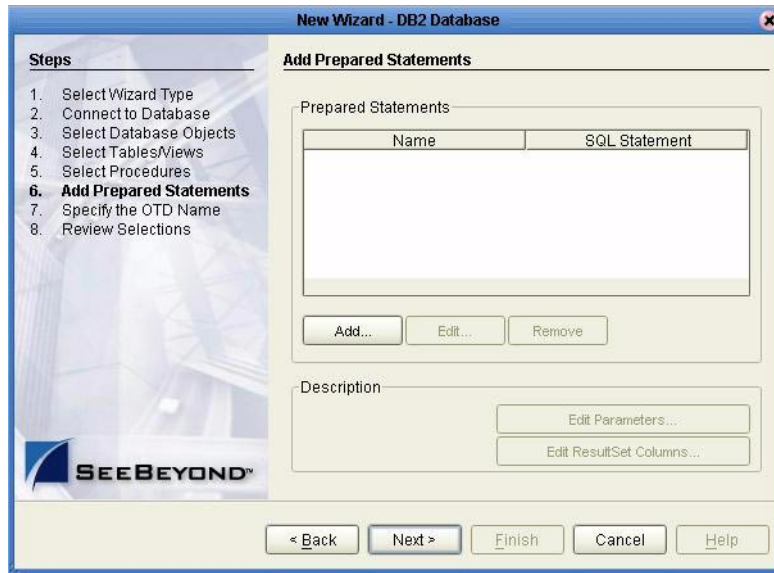 New Wizard - DB2 Database
Steps
1. Select Wizard Type
2. Connect to Database
3. Select Database Objects
4. Select Tables/Views
5. Select Procedures
6. Add Prepared Statements
7. Specify the OTD Name
8. Review Selections
SEEBEYOND™
Add Prepared Statements
Prepared Statements
Name SQL Statement
Add... Edit... Remove
Description
Edit Parameters...
Edit ResultSet Columns...
< Back Next > Finish Cancel Help